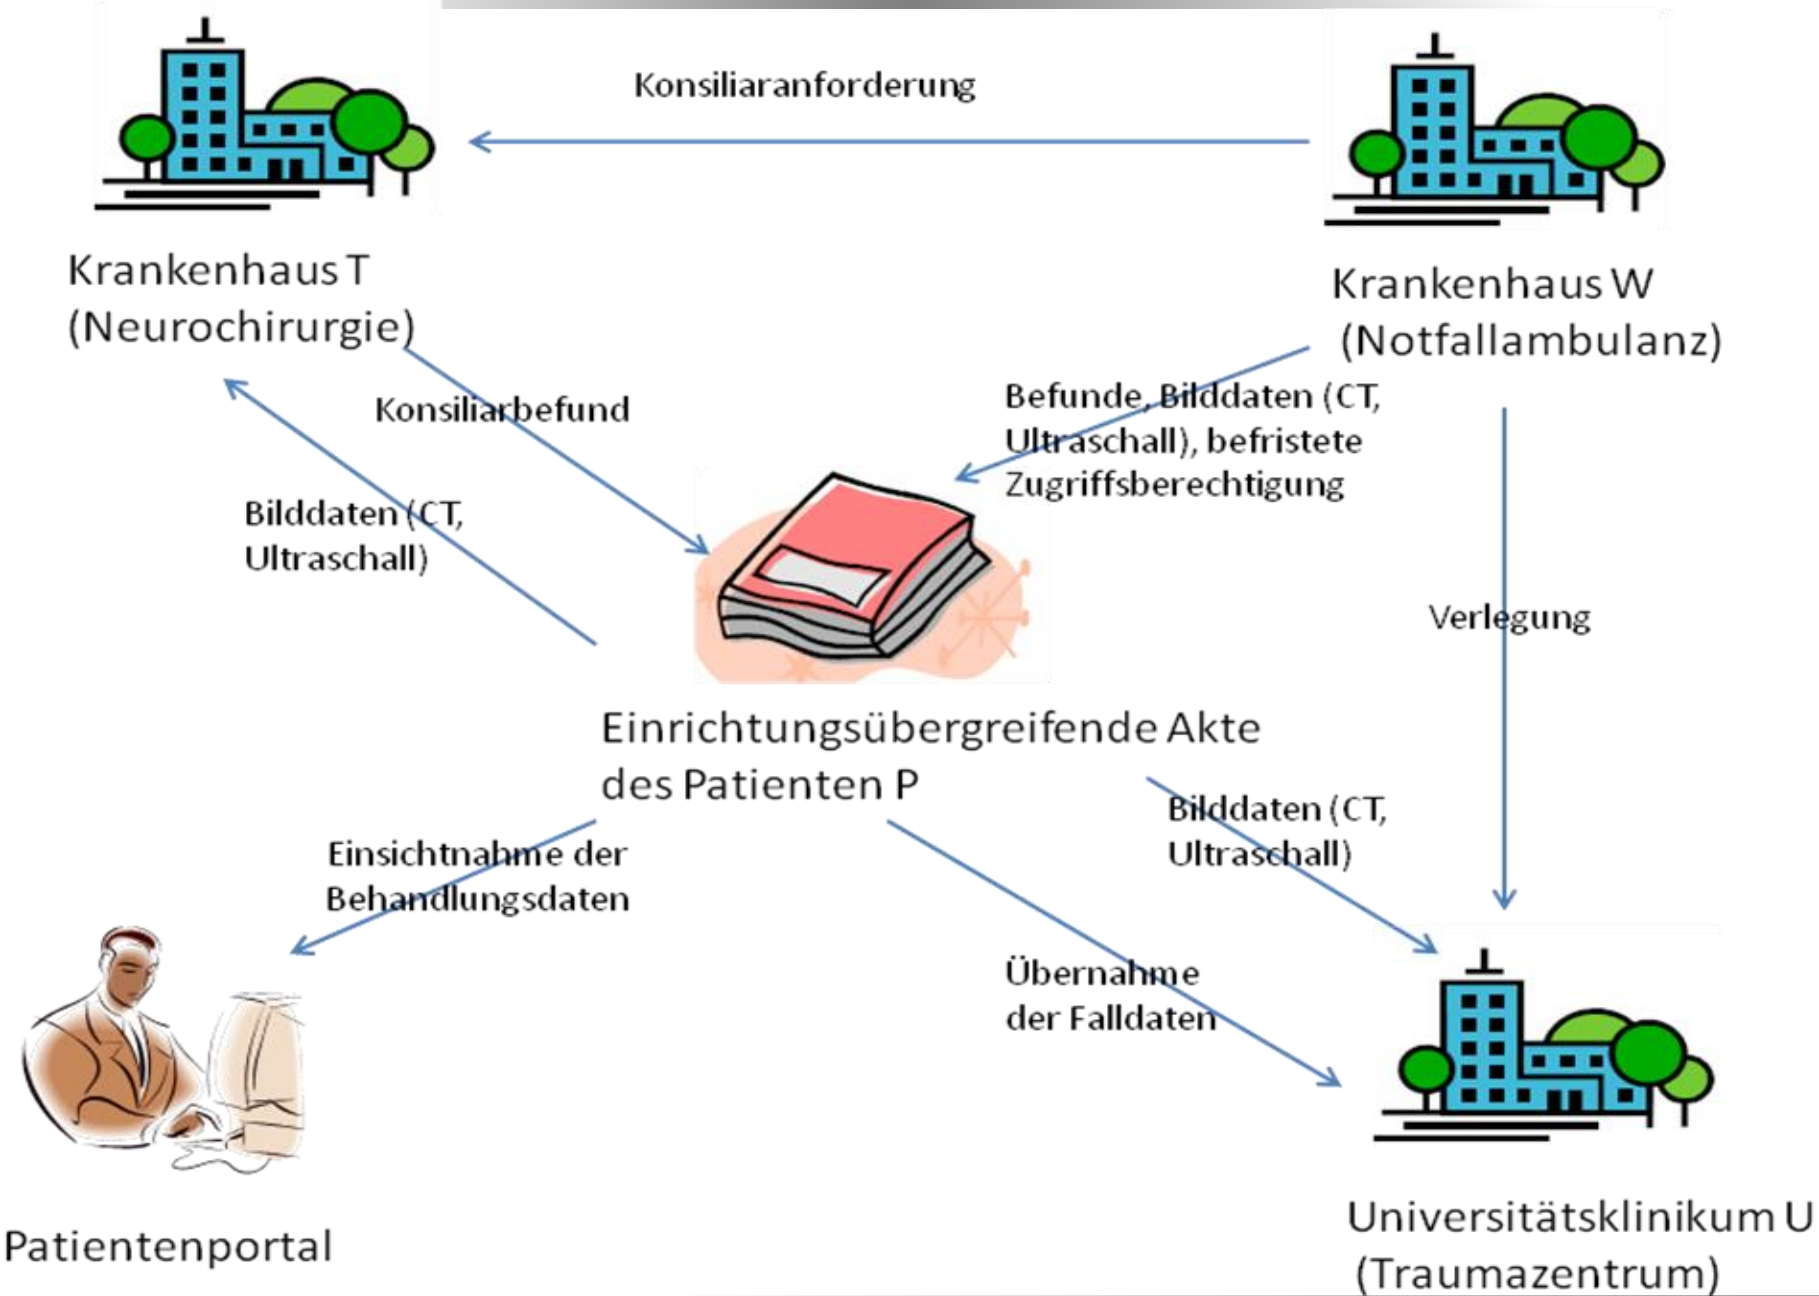 Konsiliaranforderung
Krankenhaus T
(Neurochirurgie)
Krankenhaus W
(Notfallambulanz)
Konsiliarbefund
Befunde, Bilddaten (CT,
Ultraschall), befristete
Zugriffsberechtigung
Bilddaten (CT,
Ultraschall)
Verlegung
Einrichtungsübergreifende Akte
des Patienten P
Bilddaten (CT,
Ultraschall)
Einsichtnahme der
Behandlungsdaten
Übernahme
der Falldaten
Patientenportal
Universitätsklinikum U
(Traumazentrum)